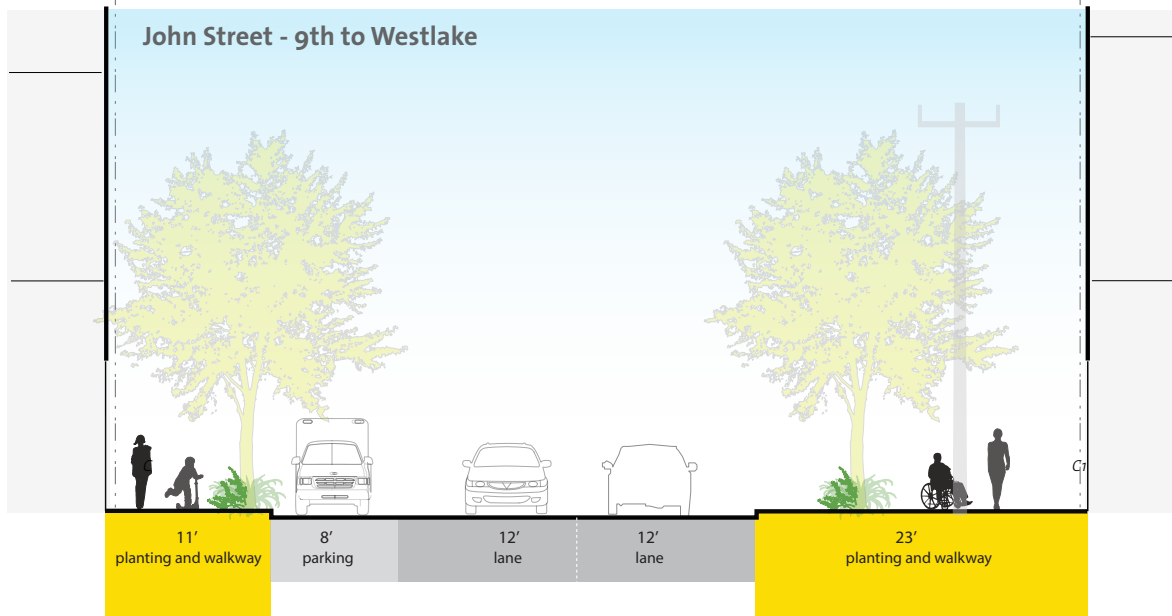 John Street - 9th to Westlake
C
C1
11’
planting and walkway
8’
parking
12’
lane
12’
lane
23’
planting and walkway